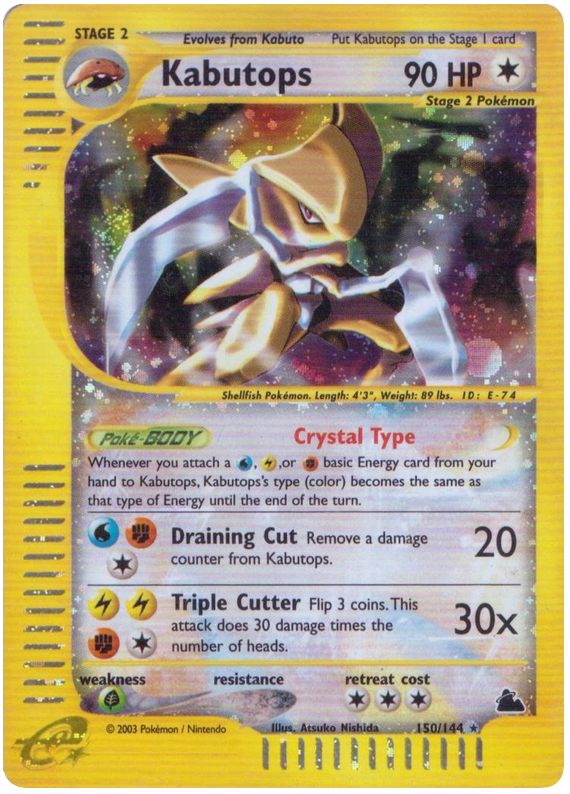 STAGE 2 Evolves from Kabuto Put Kabutops on the Stage 1 card
Kabutops 90 HP
Stage 2 Pokémon
Shellfish Pokémon. Length: 4'3", Weight: 89 lbs. ID: E-74
Poké-BODY Crystal Type
Whenever you attach a , ,or basic Energy card from your
hand to Kabutops, Kabutops's type (color) becomes the same as
that type of Energy until the end of the turn.
Draining Cut Remove a damage 20
counter from Kabutops.
Triple Cutter Flip 3 coins. This 30x
attack does 30 damage times the
number of heads.
weakness resistance retreat cost
© 2003 Pokémon / Nintendo Illus. Atsuko Nishida 150/144